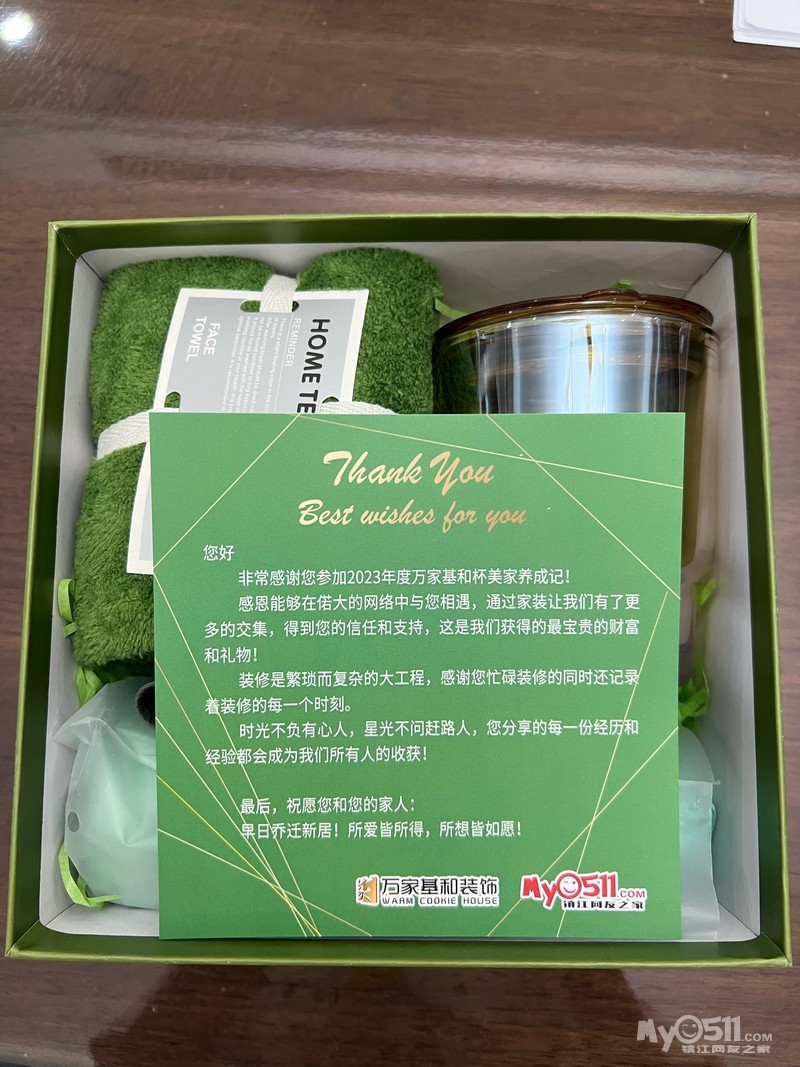 HOME TE
REMINDER
FACE
TOWEL
Thank You
Best wishes for you
您好
非常感谢您参加2023年度万家基和杯美家养成记！
感恩能够在偌大的网络中与您相遇，通过家装让我们有了更
多的交集，得到您的信任和支持，这是我们获得的最宝贵的财富
和礼物！
装修是繁琐而复杂的大工程，感谢您忙碌装修的同时还记录
着装修的每一个时刻。
时光不负有心人，星光不问赶路人，您分享的每一份经历和
经验都会成为我们所有人的收获！
最后，祝愿您和您的家人：
早日乔迁新居！所爱皆所得，所想皆如愿！
万家基和装饰
WARM COOKIE HOUSE
My0511.COM
镇江网友之家
My0511.COM
镇江网友之家